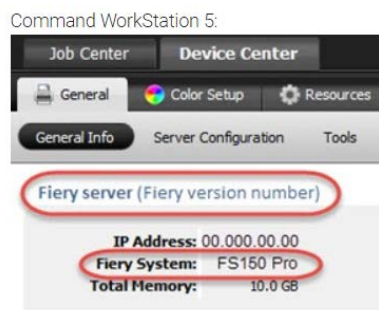 Command WorkStation 5:
Job Center Device Center
General Color Setup Resources
General Info Server Configuration Tools
Fiery server (Fiery version number)
IP Address: 00.000.00.00
Fiery System: FS150 Pro
Total Memory: 10.0 GB